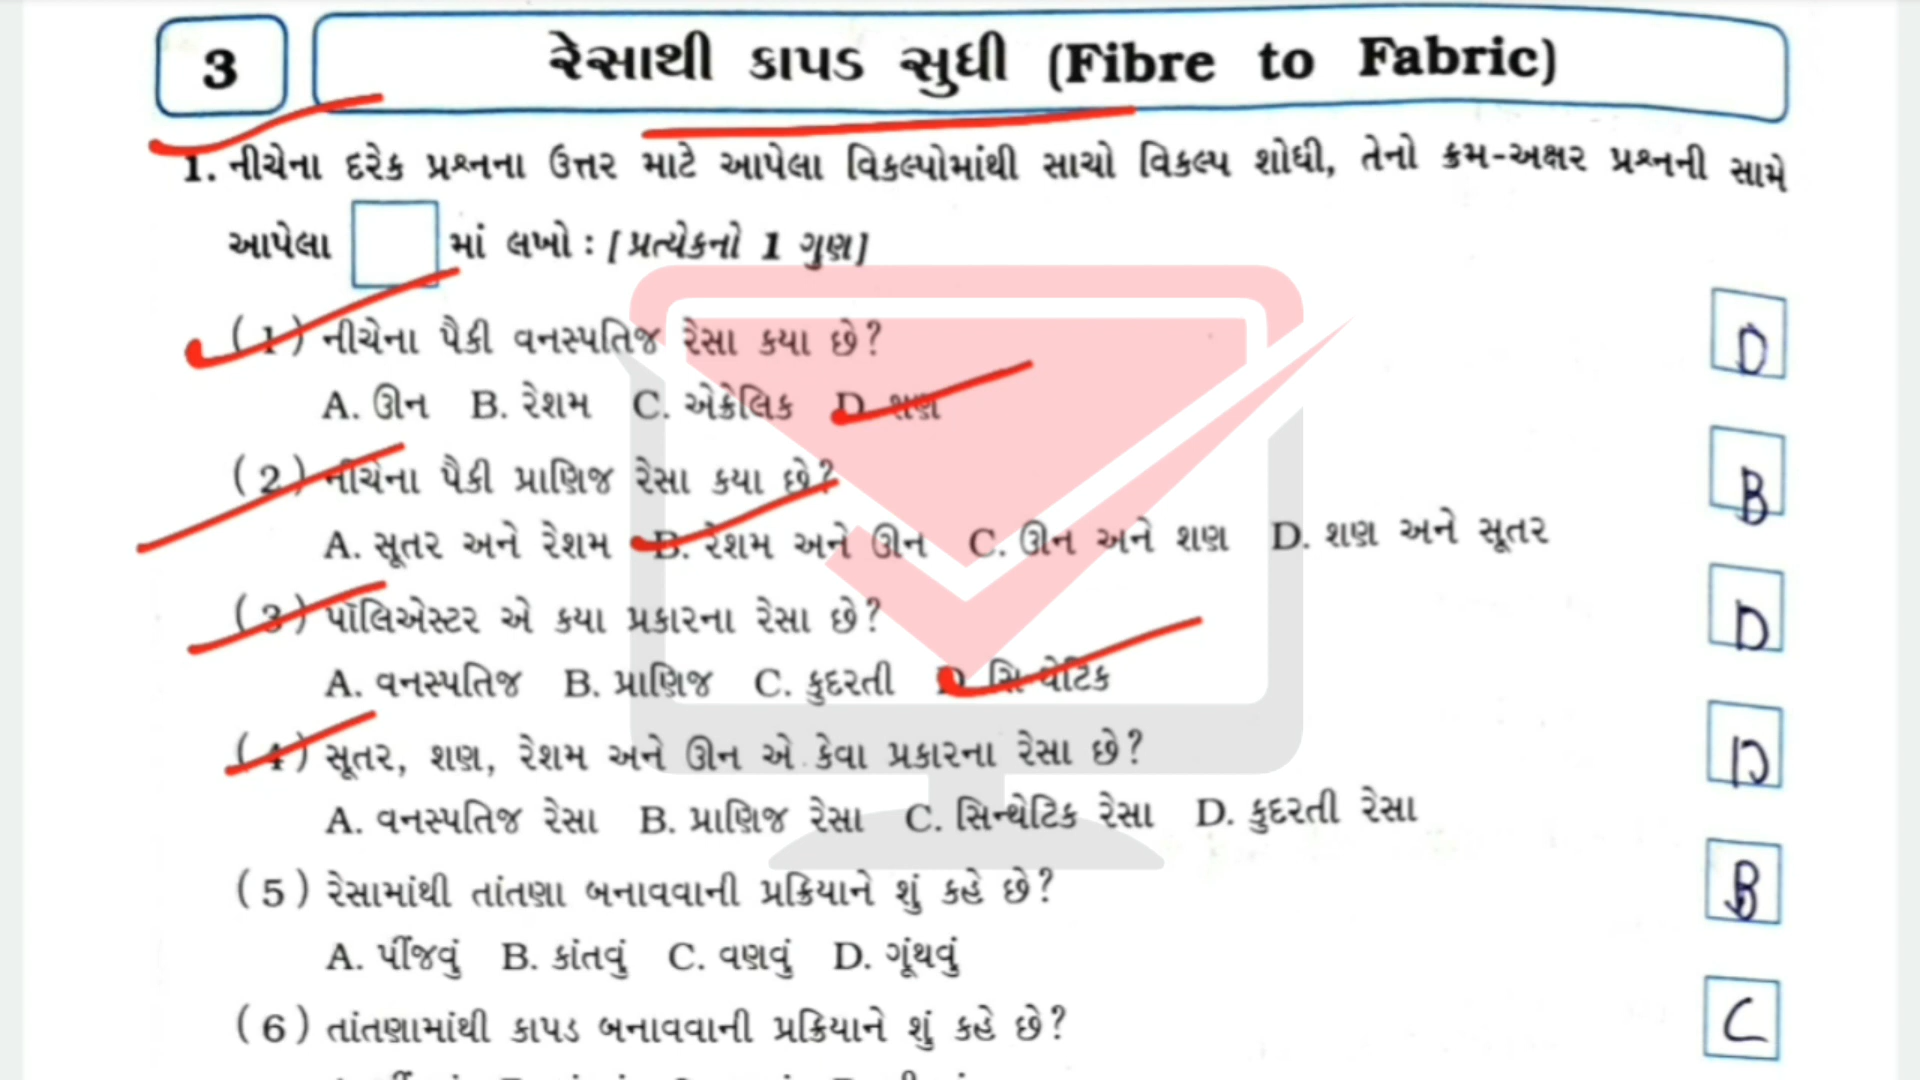 3 રેસાથી કાપડ સુધી (Fibre to Fabric)
1. નીચેના દરેક પ્રશ્નના ઉત્તર માટે આપેલા વિકલ્પોમાંથી સાચો વિકલ્પ શોધી, તેનો ક્રમ-અક્ષર પ્રશ્નની સામે
આપેલા માં લખો : [પ્રત્યેકનો 1 ગુણ]
(1) નીચેના પૈકી વનસ્પતિજ રેસા કયા છે? D
A. ઊન B. રેશમ C. એક્રેલિક D. શણ
(2) નીચેના પૈકી પ્રાણિજ રેસા કયા છે? B
A. સૂતર અને રેશમ B. રેશમ અને ઊન C. ઊન અને શણ D. શણ અને સૂતર
(3) પૉલિએસ્ટર એ કયા પ્રકારના રેસા છે? D
A. વનસ્પતિજ B. પ્રાણિજ C. કુદરતી D. સિન્થેટિક
(4) સૂતર, શણ, રેશમ અને ઊન એ કેવા પ્રકારના રેસા છે? D
A. વનસ્પતિજ રેસા B. પ્રાણિજ રેસા C. સિન્થેટિક રેસા D. કુદરતી રેસા
(5) રેસામાંથી તાંતણા બનાવવાની પ્રક્રિયાને શું કહે છે? B
A. પીંજવું B. કાંતવું C. વણવું D. ગૂંથવું
(6) તાંતણામાંથી કાપડ બનાવવાની પ્રક્રિયાને શું કહે છે? C